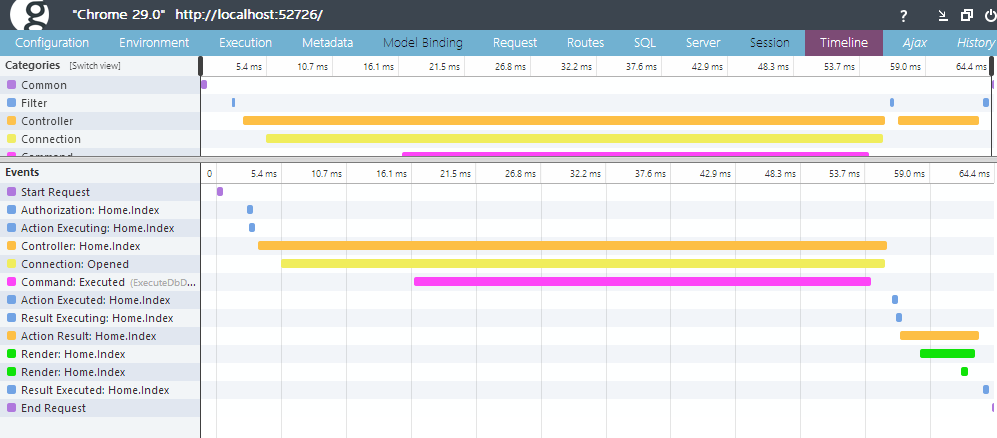 g "Chrome 29.0" http://localhost:52726/ ?
Configuration Environment Execution Metadata Model Binding Request Routes SQL Server Session Timeline Ajax History
Categories [Switch view] 5.4 ms 10.7 ms 16.1 ms 21.5 ms 26.8 ms 32.2 ms 37.6 ms 42.9 ms 48.3 ms 53.7 ms 59.0 ms 64.4 ms
Common
Filter
Controller
Connection
Command
Events 0 5.4 ms 10.7 ms 16.1 ms 21.5 ms 26.8 ms 32.2 ms 37.6 ms 42.9 ms 48.3 ms 53.7 ms 59.0 ms 64.4 ms
Start Request
Authorization: Home.Index
Action Executing: Home.Index
Controller: Home.Index
Connection: Opened
Command: Executed (ExecuteDbD...
Action Executed: Home.Index
Result Executing: Home.Index
Action Result: Home.Index
Render: Home.Index
Render: Home.Index
Result Executed: Home.Index
End Request